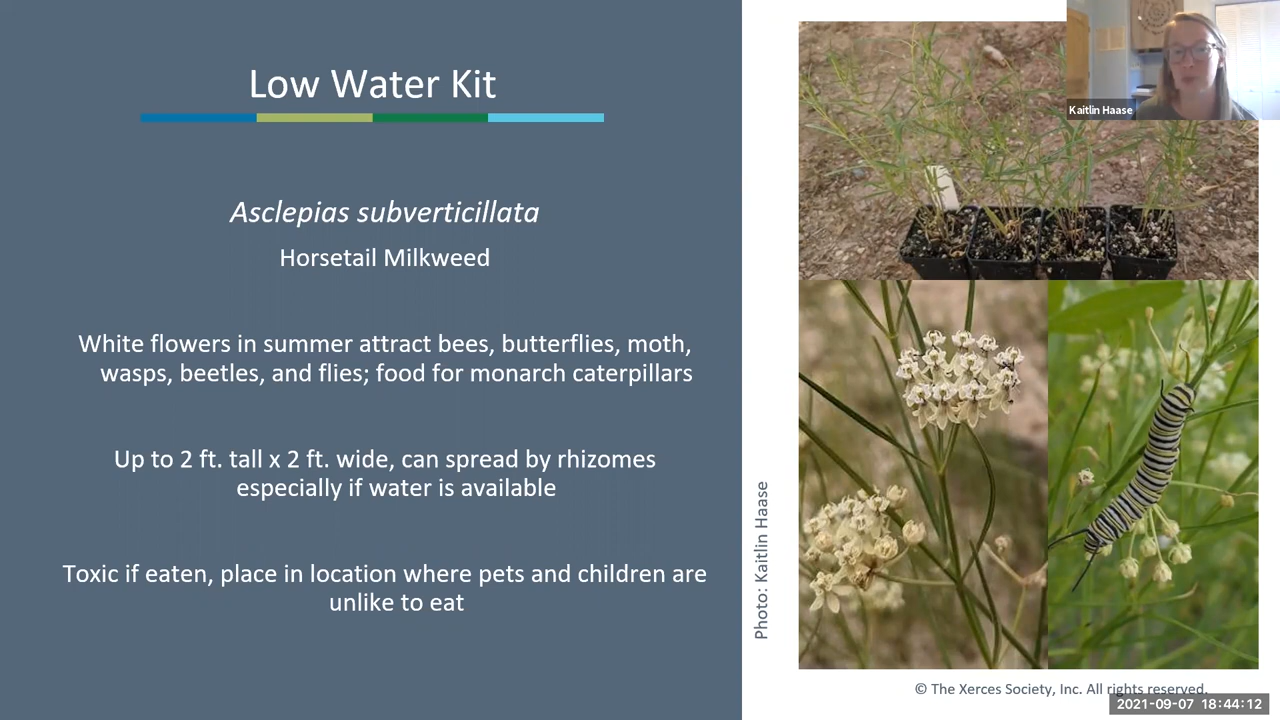 Low Water Kit
Asclepias subverticillata
Horsetail Milkweed
White flowers in summer attract bees, butterflies, moth,
wasps, beetles, and flies; food for monarch caterpillars
Up to 2 ft. tall x 2 ft. wide, can spread by rhizomes
especially if water is available
Toxic if eaten, place in location where pets and children are
unlike to eat
Photo: Kaitlin Haase
Kaitlin Haase
© The Xerces Society, Inc. All rights reserved.
2021-09-07 18:44:12